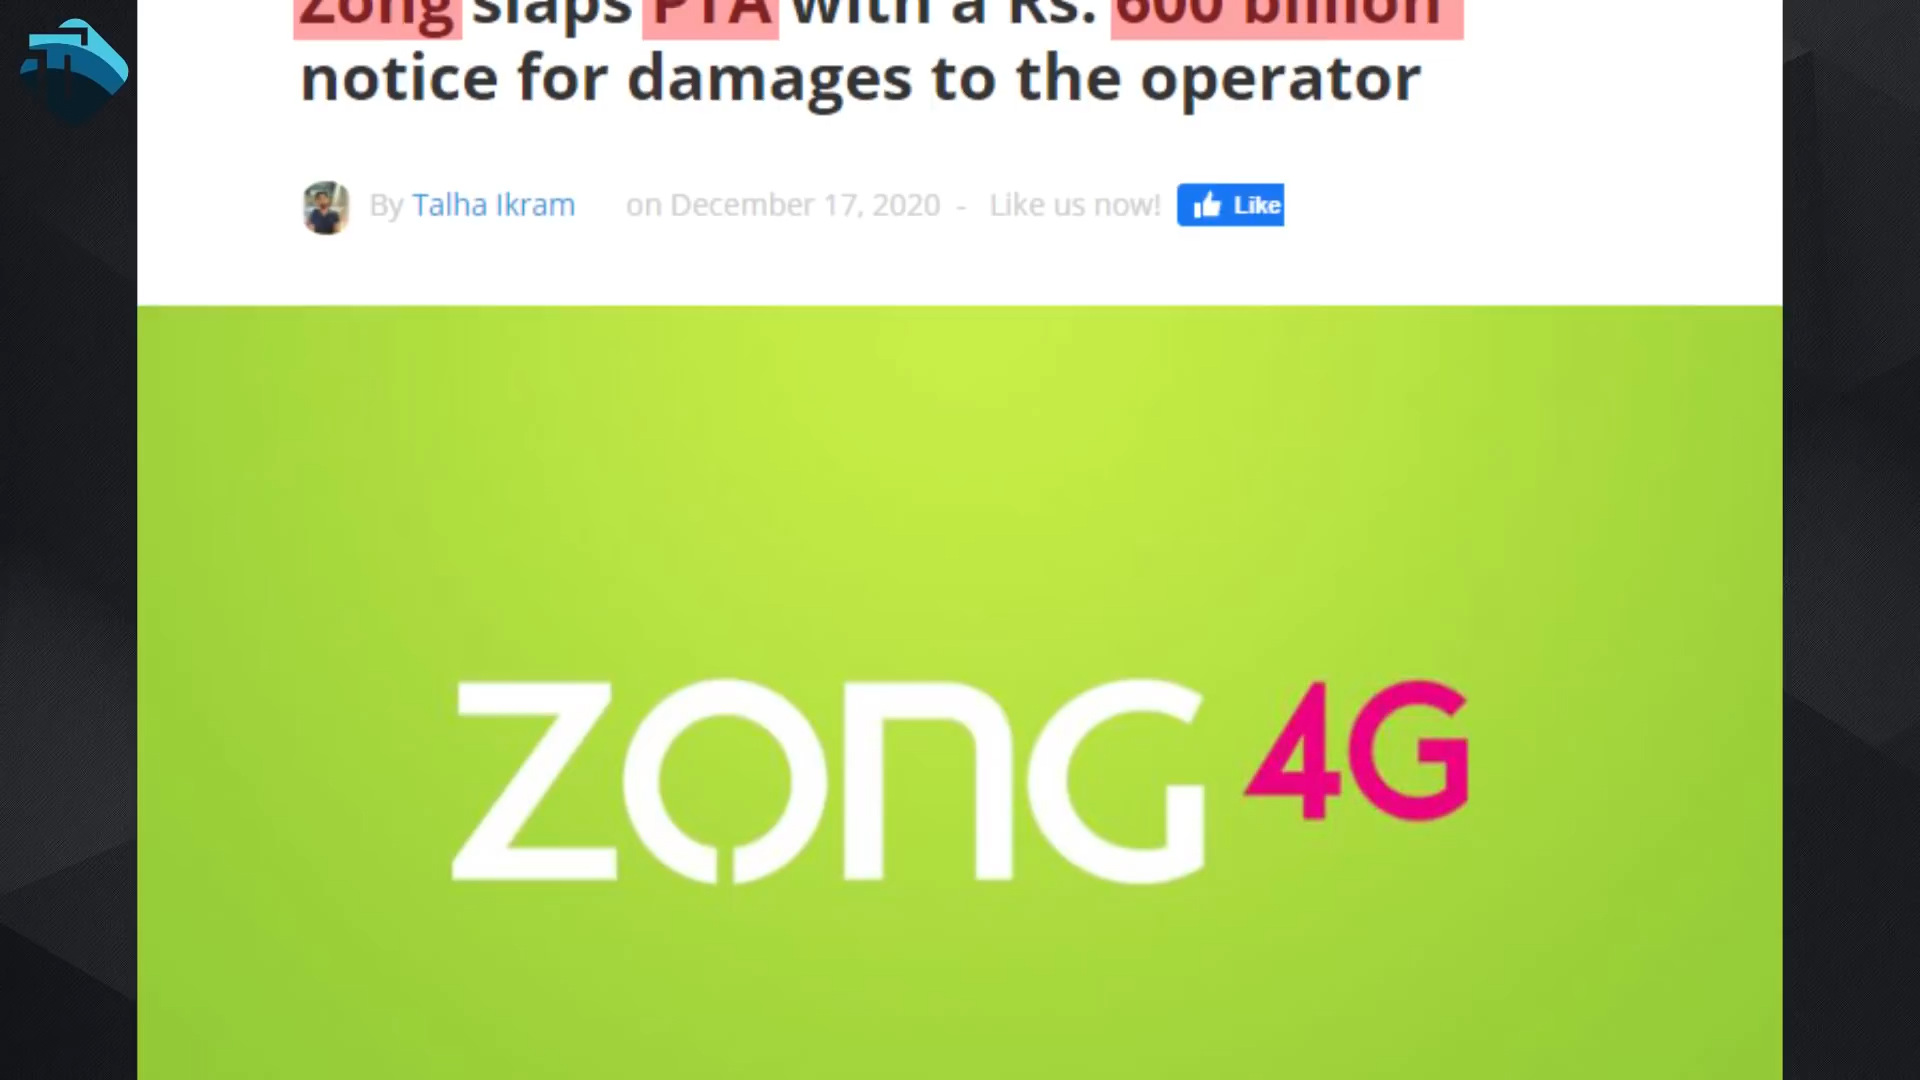 Zong slaps PTA with a Rs. 600 billion
notice for damages to the operator
By Talha Ikram on December 17, 2020 - Like us now! Like
ZONG 4G